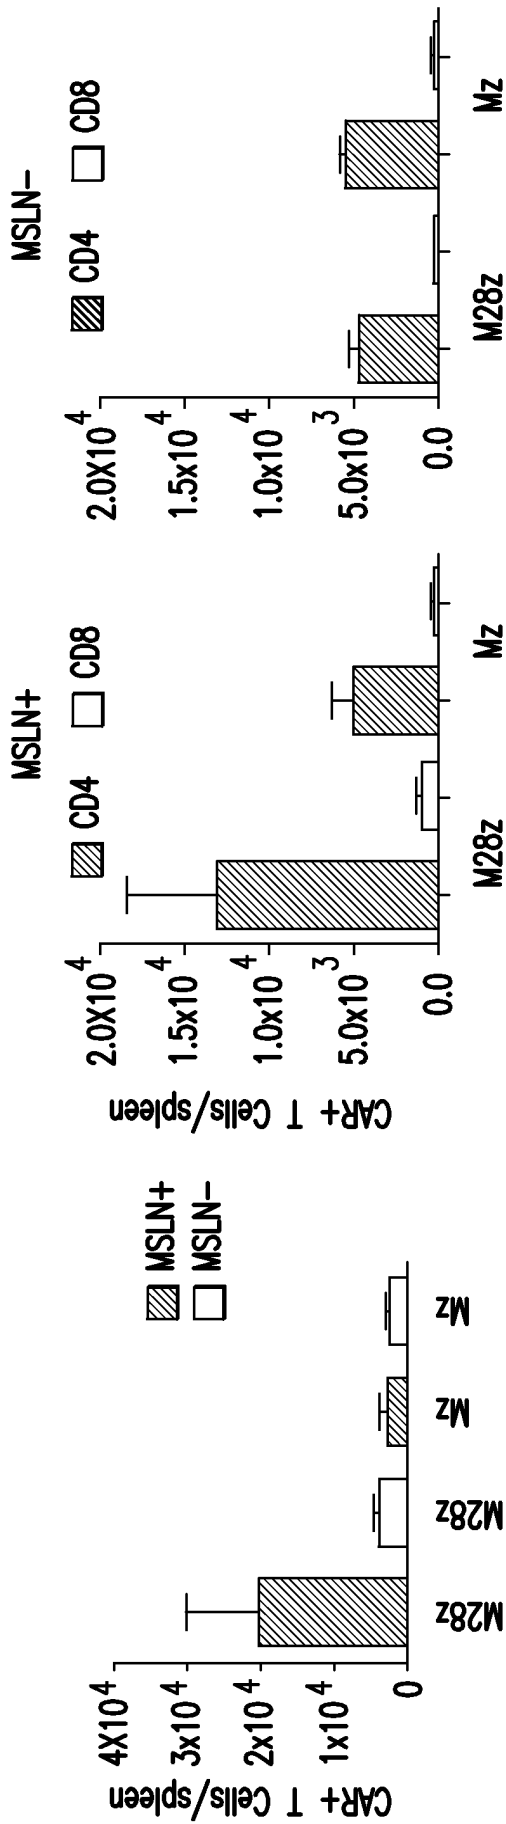 CAR+ T Cells/spleen
4X10 4
3x10 4
2x10 4
1x10 4
0
M28z
M28z
Mz
Mz
MSLN+
MSLN-
MSLN+
CD4
CD8
CAR+ T Cells/spleen
2.0X10 4
1.5x10 4
1.0x10 4
5.0x10 3
0.0
M28z
Mz
MSLN-
CD4
CD8
2.0X10 4
1.5x10 4
1.0x10 4
5.0x10 3
0.0
M28z
Mz